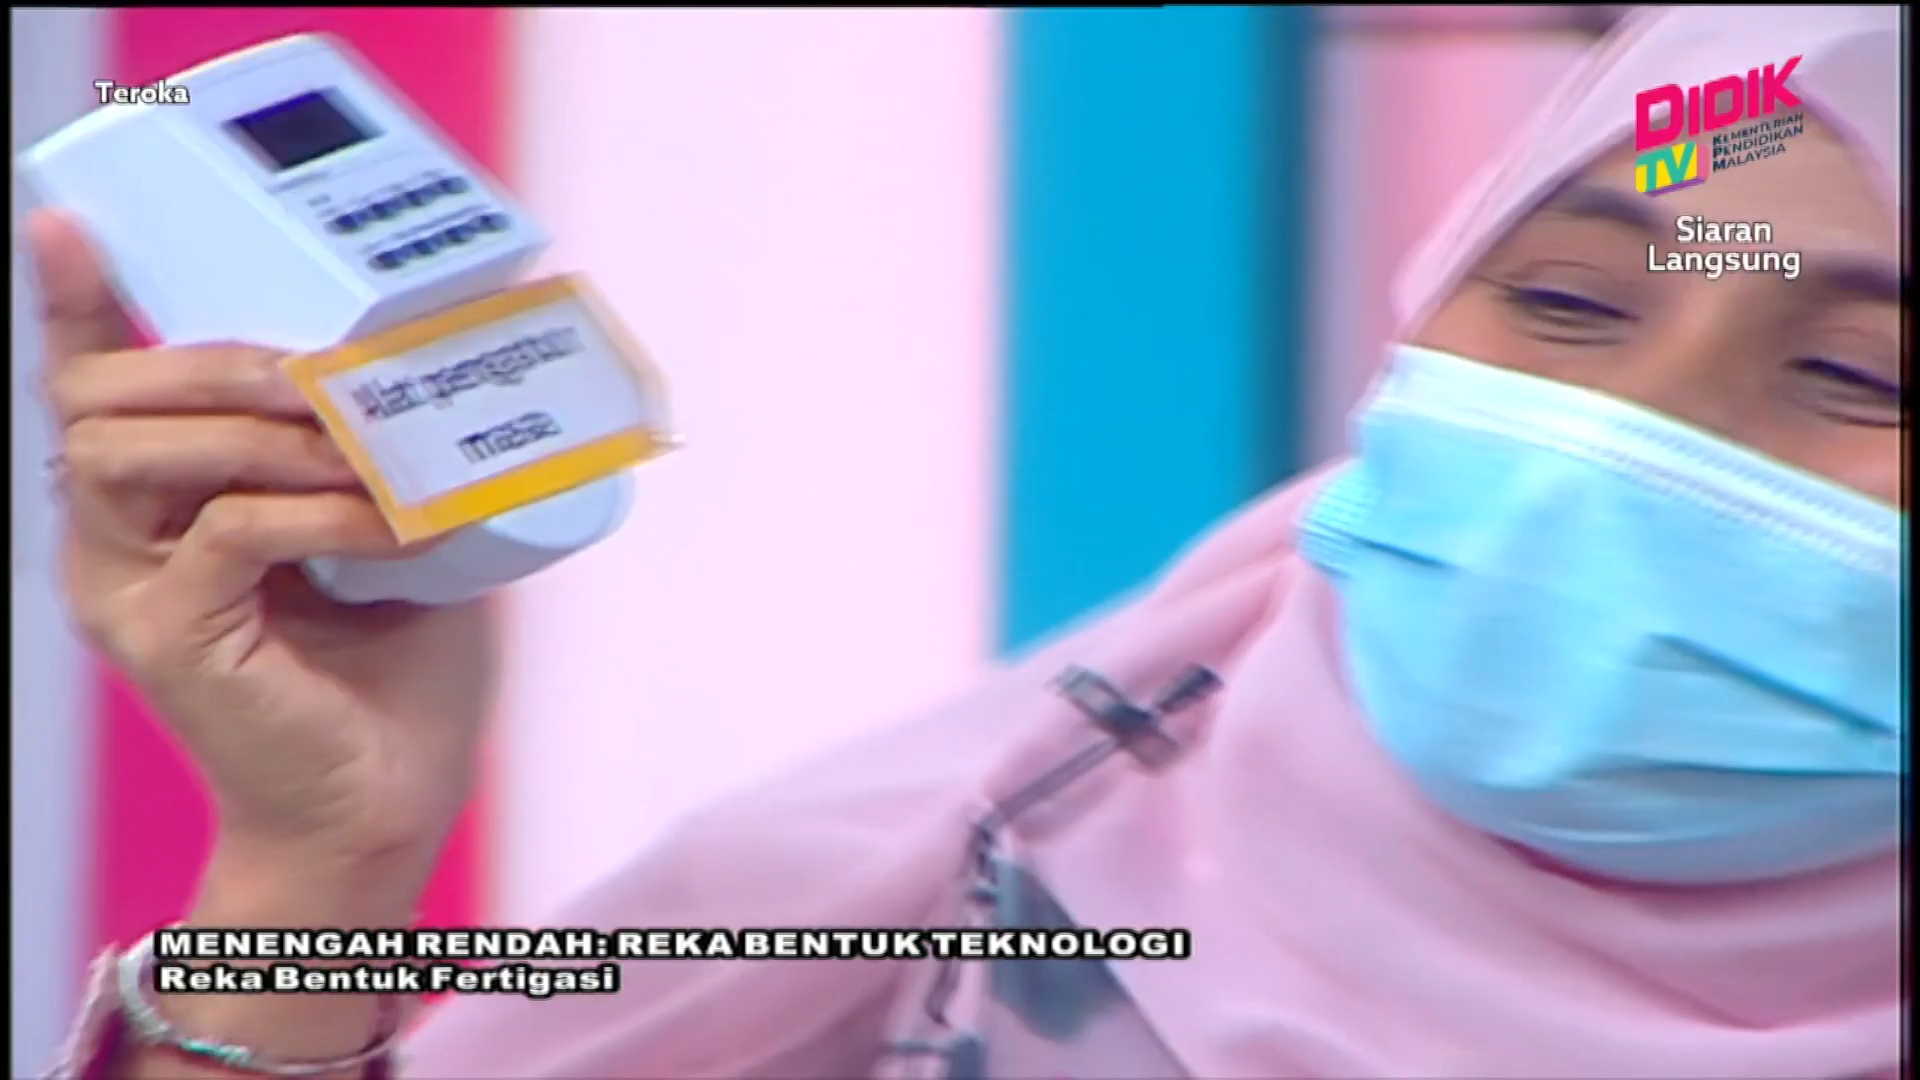 Teroka
DIDIK
TV
KEMENTERIAN
PENDIDIKAN
MALAYSIA
Siaran
Langsung
Alat pengatur
masa
MENENGAH RENDAH: REKA BENTUK TEKNOLOGI
Reka Bentuk Fertigasi